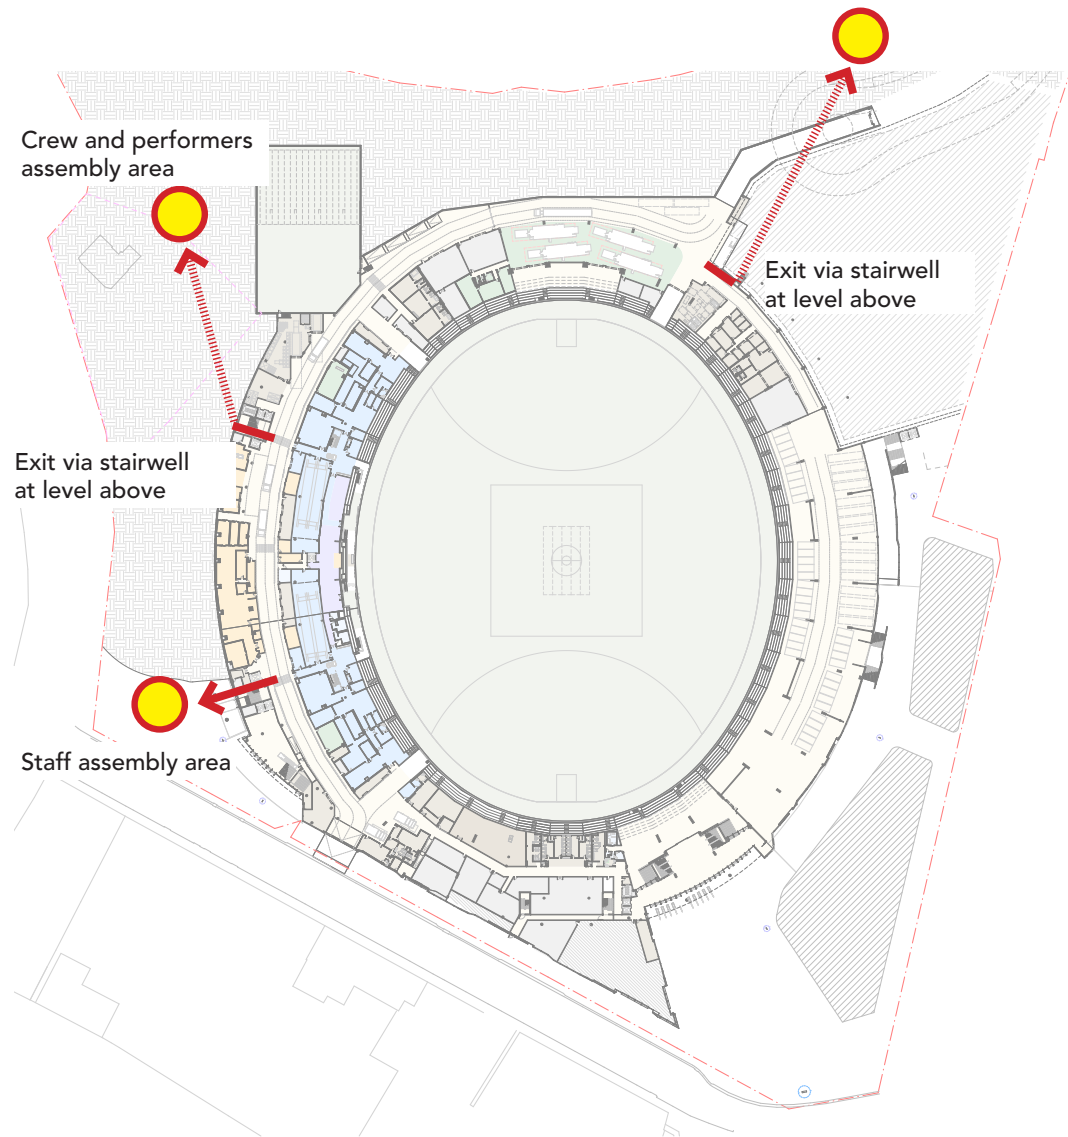 Crew and performers
assembly area
Exit via stairwell
at level above
Exit via stairwell
at level above
Staff assembly area